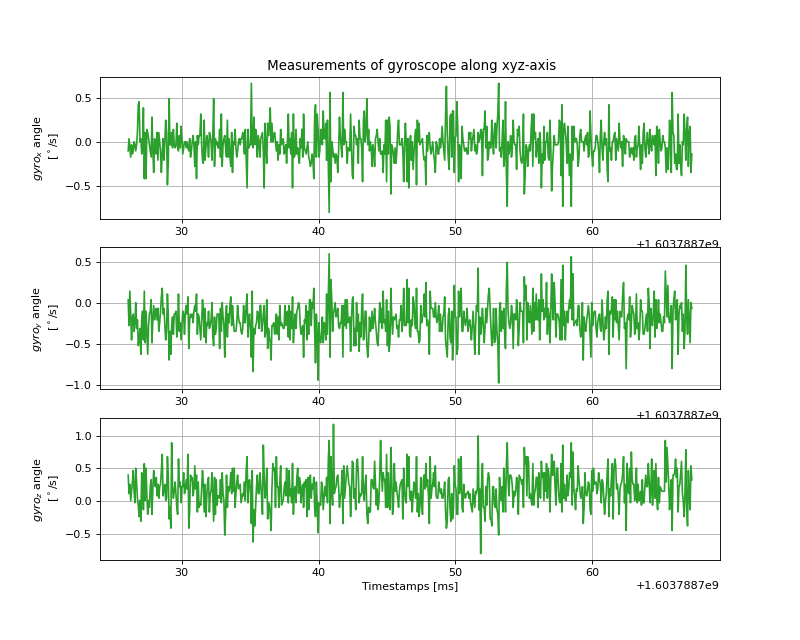 Measurements of gyroscope along xyz-axis
gyroₓ angle
[°/s]
0.5
0.0
−0.5
30 40 50 60
+1.6037887e9
gyro_y angle
[°/s]
0.5
0.0
−0.5
−1.0
30 40 50 60
+1.6037887e9
gyro_z angle
[°/s]
1.0
0.5
0.0
−0.5
30 40 50 60
Timestamps [ms]
+1.6037887e9